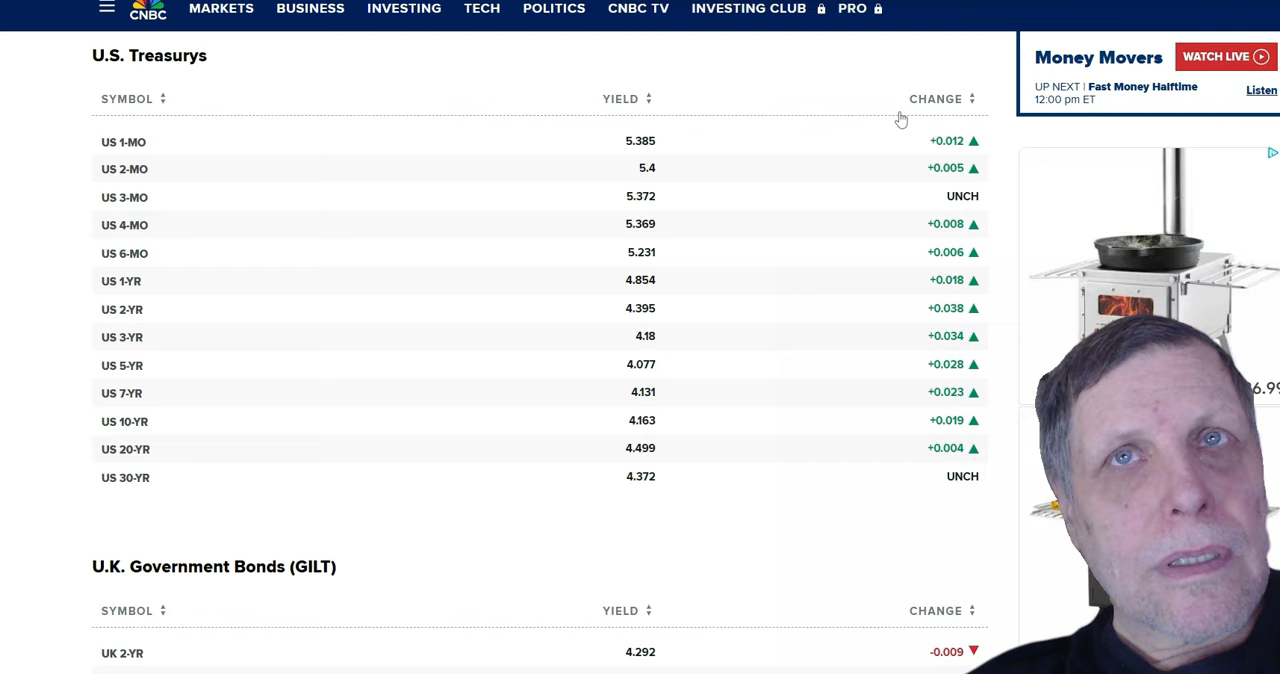 CNBC MARKETS BUSINESS INVESTING TECH POLITICS CNBC TV INVESTING CLUB PRO
U.S. Treasurys
SYMBOL YIELD CHANGE
US 1-MO 5.385 +0.012
US 2-MO 5.4 +0.005
US 3-MO 5.372 UNCH
US 4-MO 5.369 +0.008
US 6-MO 5.231 +0.006
US 1-YR 4.854 +0.018
US 2-YR 4.395 +0.038
US 3-YR 4.18 +0.034
US 5-YR 4.077 +0.028
US 7-YR 4.131 +0.023
US 10-YR 4.163 +0.019
US 20-YR 4.499 +0.004
US 30-YR 4.372 UNCH
U.K. Government Bonds (GILT)
SYMBOL YIELD CHANGE
UK 2-YR 4.292 -0.009
Money Movers WATCH LIVE
UP NEXT | Fast Money Halftime
12:00 pm ET Listen
6.99